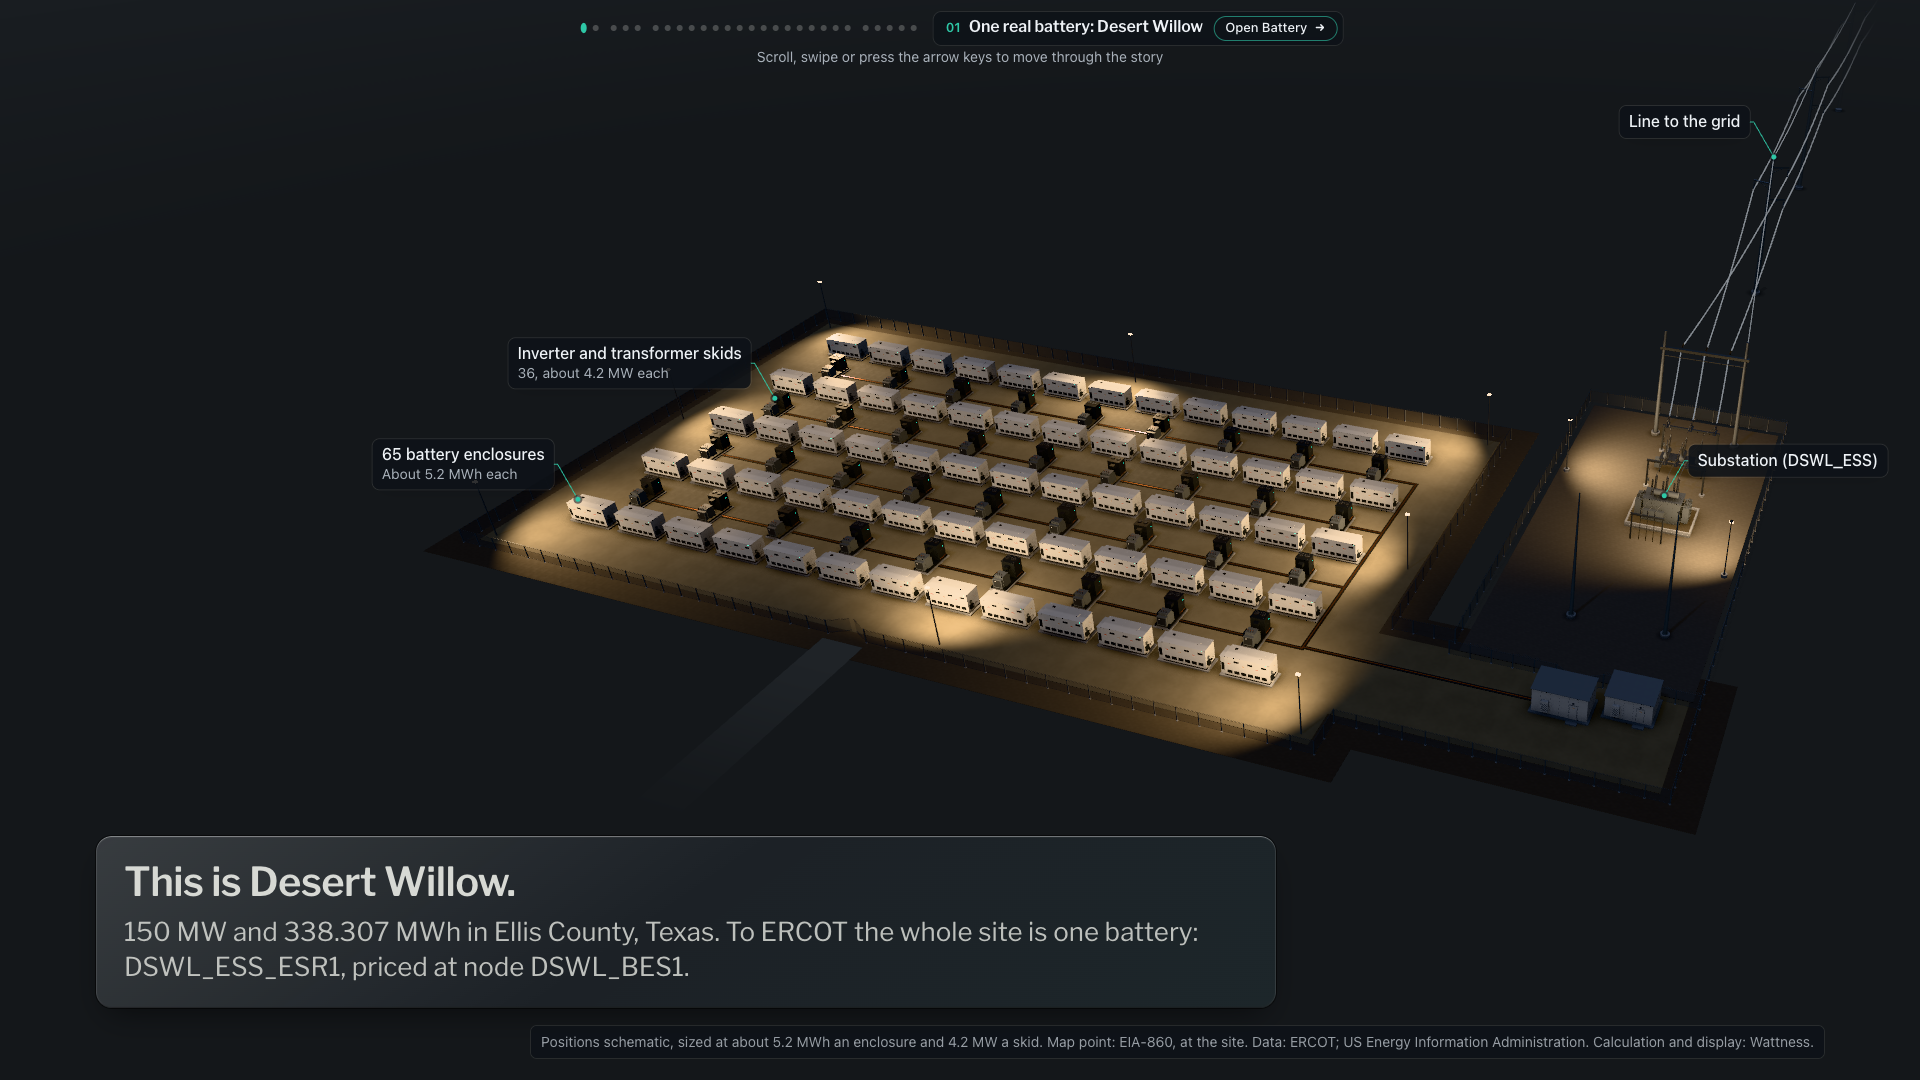 01 One real battery: Desert Willow Open Battery →
Scroll, swipe or press the arrow keys to move through the story
Line to the grid
Inverter and transformer skids
36, about 4.2 MW each
65 battery enclosures
About 5.2 MWh each
Substation (DSWL_ESS)
This is Desert Willow.
150 MW and 338.307 MWh in Ellis County, Texas. To ERCOT the whole site is one battery:
DSWL_ESS_ESR1, priced at node DSWL_BES1.
Positions schematic, sized at about 5.2 MWh an enclosure and 4.2 MW a skid. Map point: EIA-860, at the site. Data: ERCOT; US Energy Information Administration. Calculation and display: Wattness.